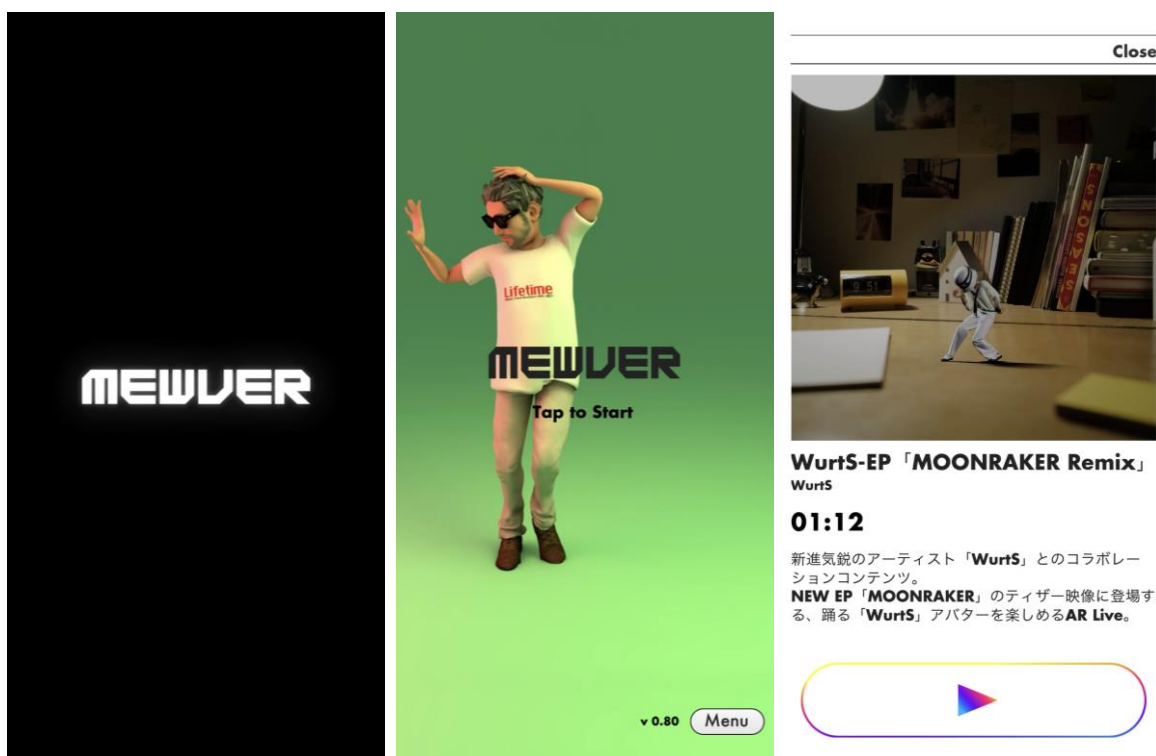 MEWVER
Lifetime
MEWVER
Tap to Start
v 0.80
Menu
Close
9 51
SEASONS
WurtS-EP「MOONRAKER Remix」
WurtS
01:12
新進気鋭のアーティスト「WurtS」とのコラボレー
ションコンテンツ。
NEW EP「MOONRAKER」のティザー映像に登場す
る、踊る「WurtS」アバターを楽しめるAR Live。